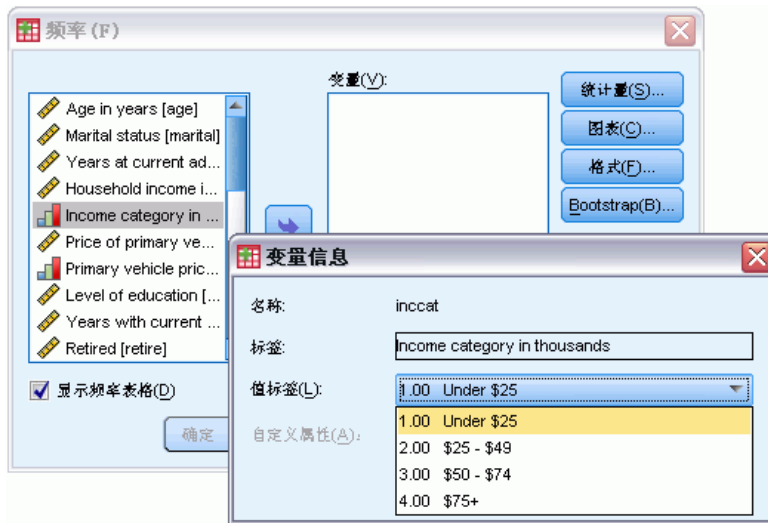 频率(F)
变量(V):
Age in years [age]
Marital status [marital]
Years at current ad...
Household income i...
Income category in ...
Price of primary ve...
Primary vehicle pric...
Level of education [...
Years with current ...
Retired [retire]
统计量(S)...
图表(C)...
格式(F)...
Bootstrap(B)...
显示频率表格(D)
确定
变量信息
名称:
inccat
标签:
Income category in thousands
值标签(L):
1.00 Under $25
1.00 Under $25
2.00 $25 - $49
3.00 $50 - $74
4.00 $75+
自定义属性(A):